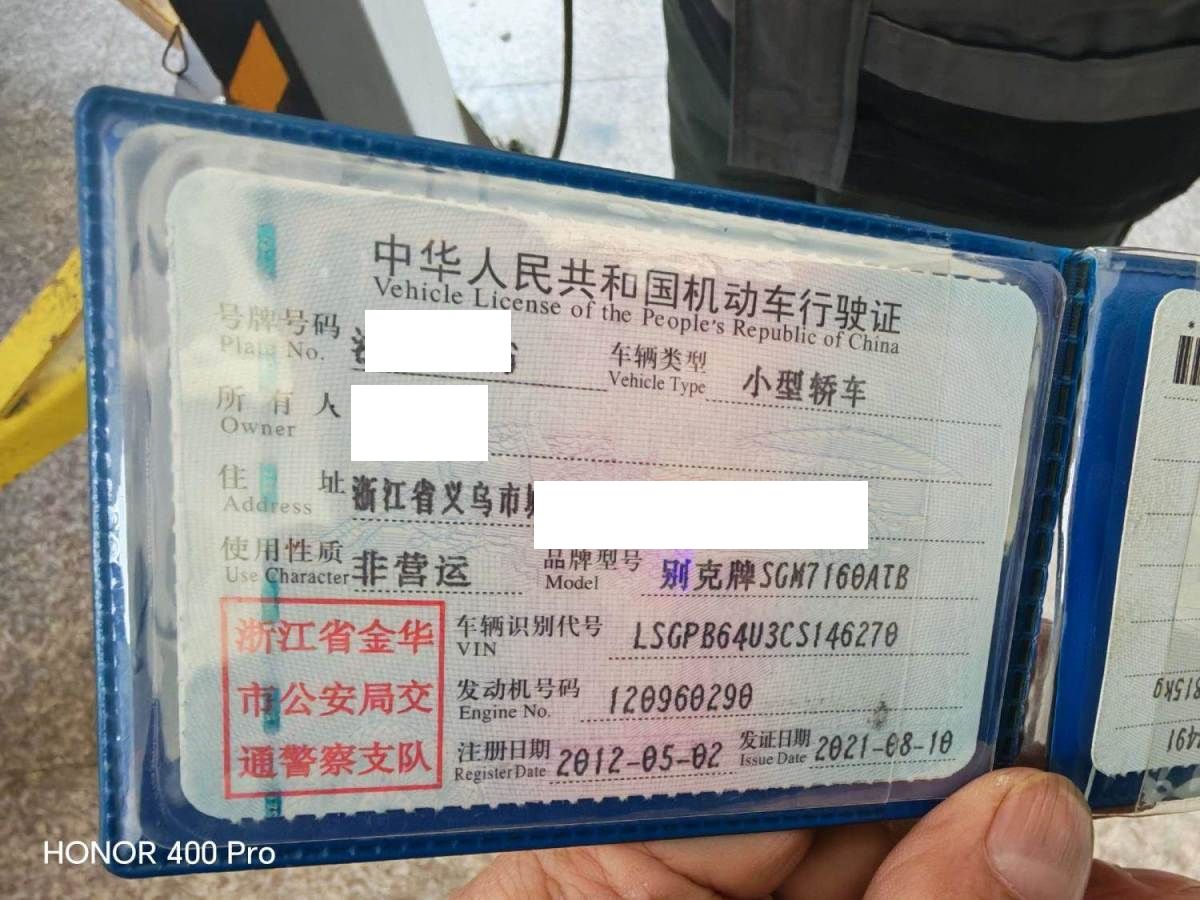 中华人民共和国机动车行驶证
Vehicle License of the People's Republic of China
号牌号码
Plate No.
车辆类型 小型轿车
Vehicle Type
所有人
Owner
住址 浙江省义乌市
Address
使用性质 非营运
Use Character
品牌型号 别克牌SGM7160ATB
Model
浙江省金华
市公安局交
通警察支队
车辆识别代号 LSGPB64U3CS146270
VIN
发动机号码 120960290
Engine No.
注册日期 2012-05-02
Register Date
发证日期 2021-08-10
Issue Date
615kg
1491
HONOR 400 Pro